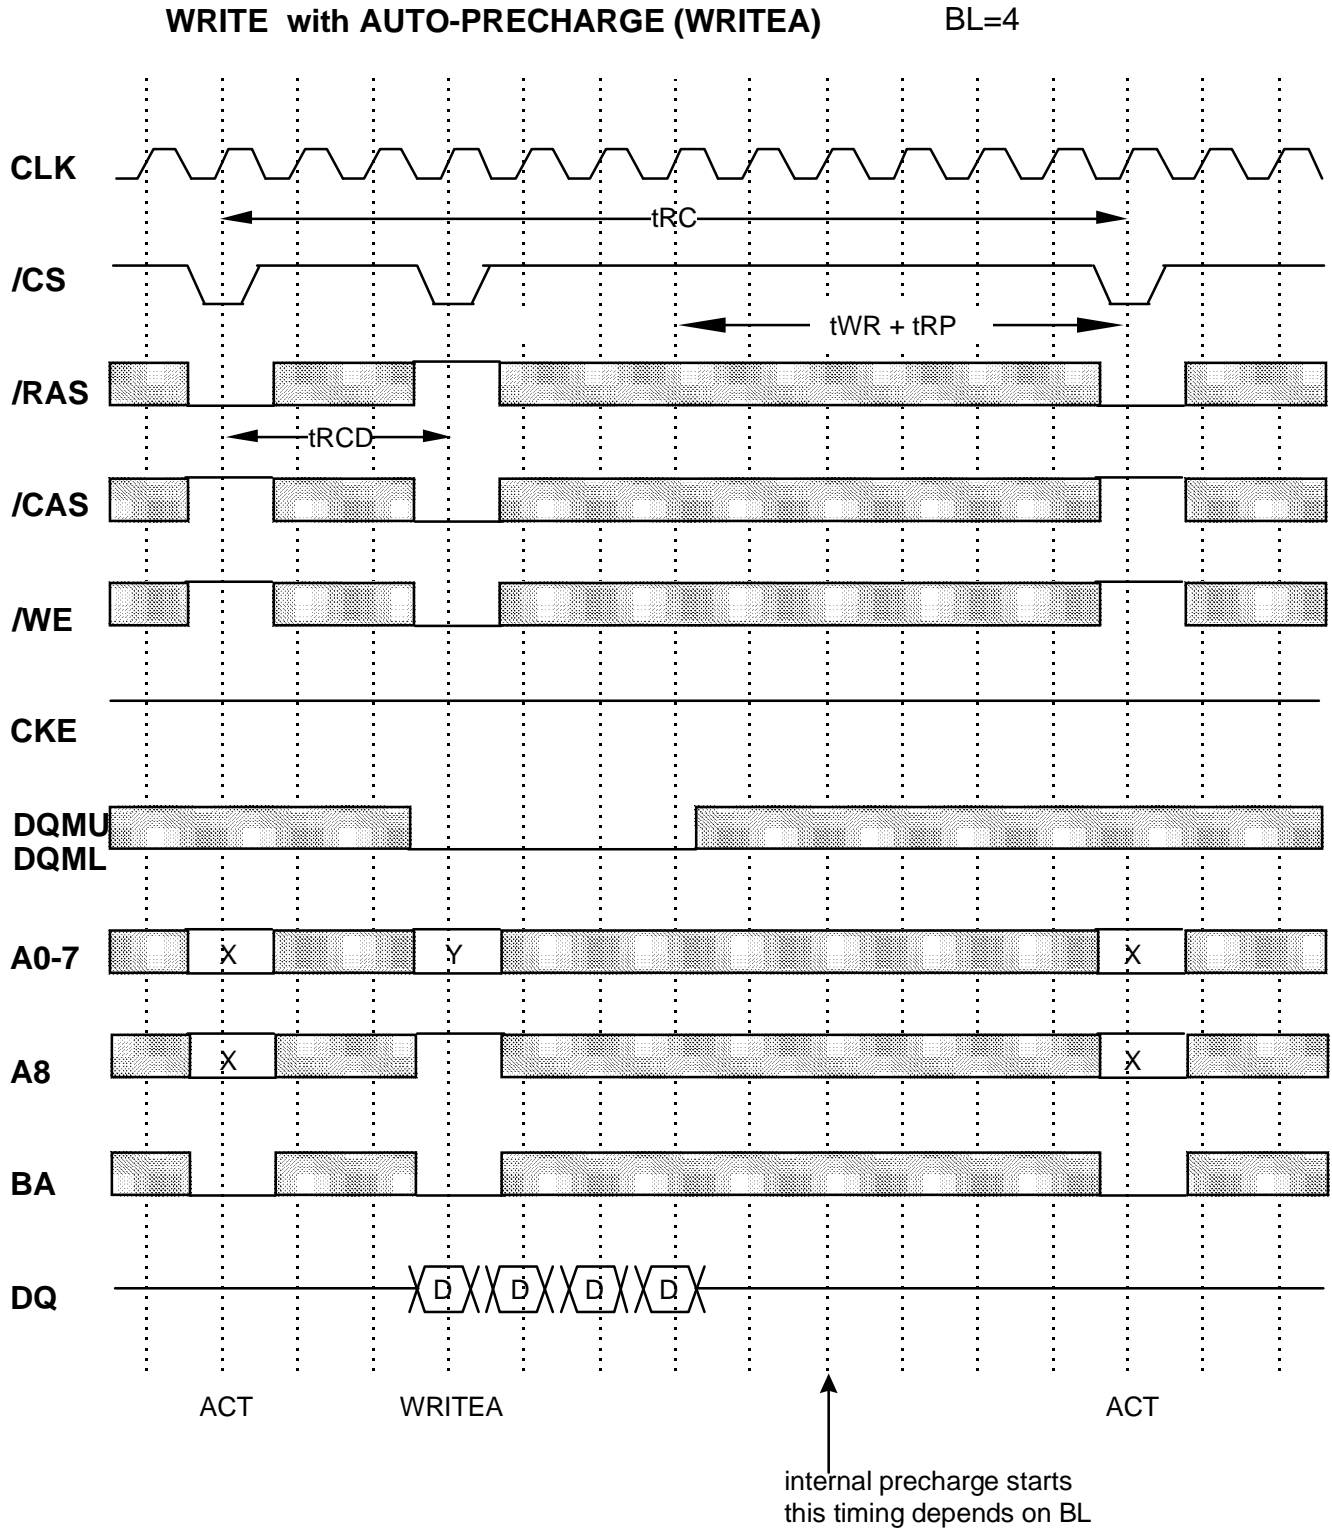 WRITE with AUTO-PRECHARGE (WRITEA) BL=4
CLK
tRC
/CS
tWR + tRP
/RAS
tRCD
/CAS
/WE
CKE
DQMU
DQML
A0-7 X Y X
A8 X X
BA
DQ D D D D
ACT WRITEA ACT
internal precharge starts
this timing depends on BL